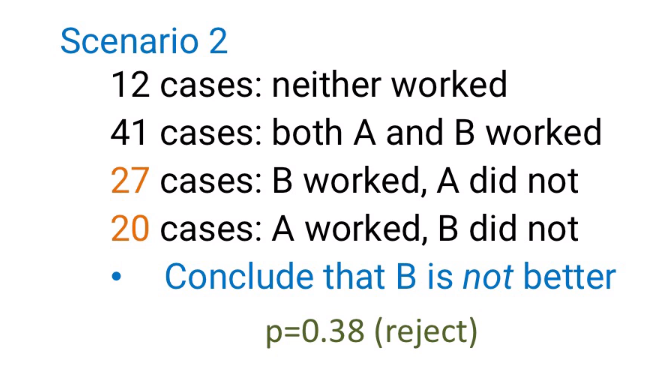 Scenario 2
12 cases: neither worked
41 cases: both A and B worked
27 cases: B worked, A did not
20 cases: A worked, B did not
• Conclude that B is not better
p=0.38 (reject)